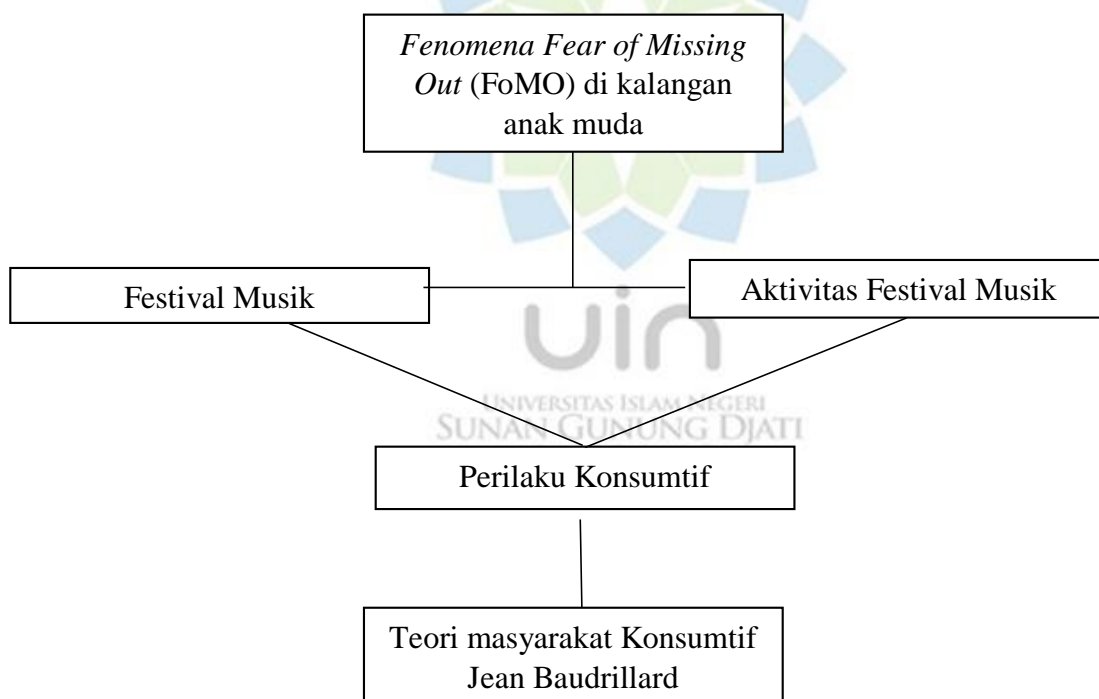 Fenomena Fear of Missing
Out (FoMO) di kalangan
anak muda
Festival Musik
Aktivitas Festival Musik
uin
UNIVERSITAS ISLAM NEGERI
SUNAN GUNUNG DJATI
Perilaku Konsumtif
Teori masyarakat Konsumtif
Jean Baudrillard